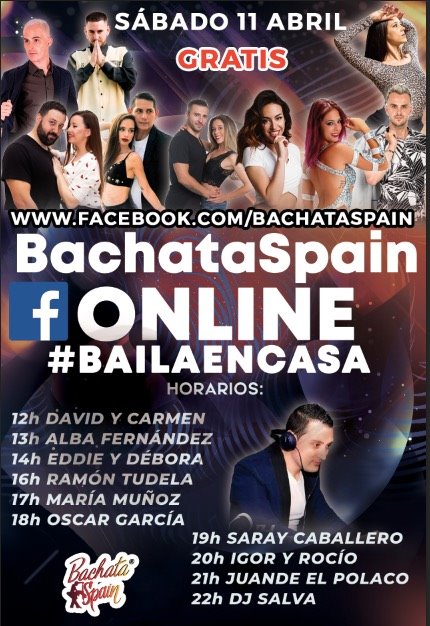 SÁBADO 11 ABRIL
GRATIS
WWW.FACEBOOK.COM/BACHATASPAIN
BachataSpain
f ONLINE
#BAILAENCASA
HORARIOS:
12h DAVID Y CARMEN
13h ALBA FERNÁNDEZ
14h EDDIE Y DÉBORA
16h RAMÓN TUDELA
17h MARÍA MUÑOZ
18h OSCAR GARCÍA
19h SARAY CABALLERO
20h IGOR Y ROCÍO
21h JUANDE EL POLACO
22h DJ SALVA
Bachata®
Spain